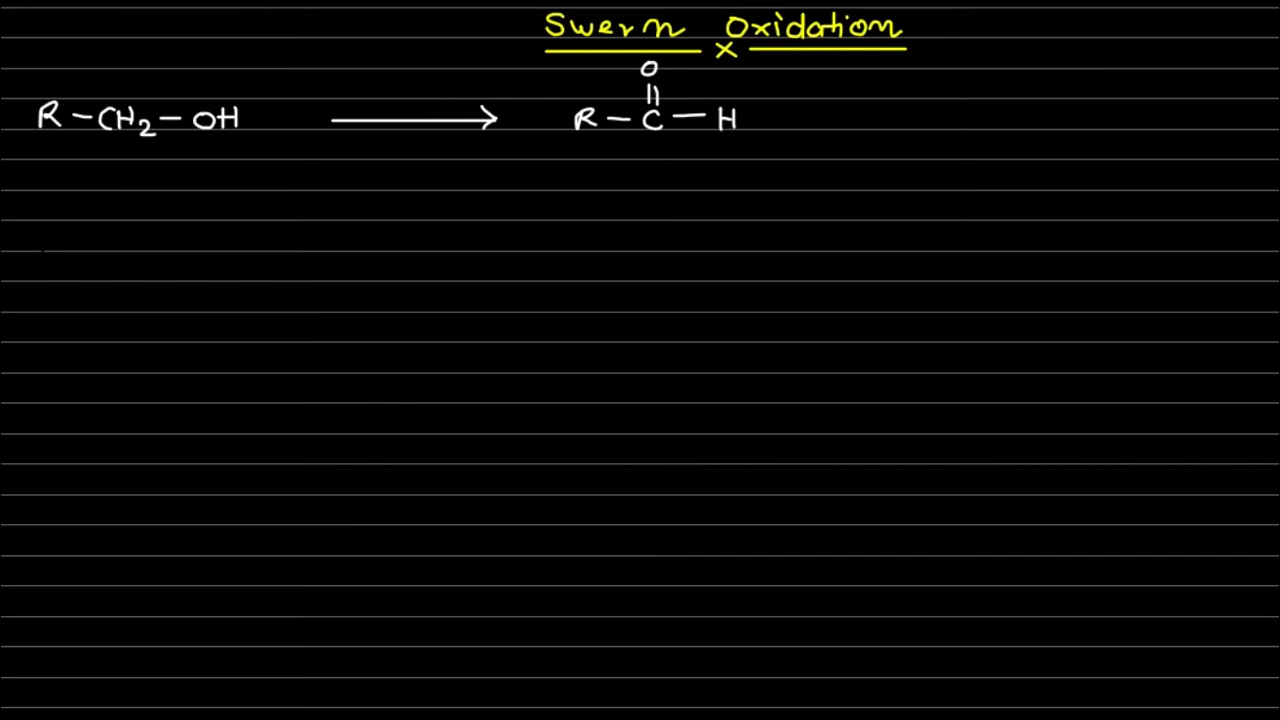 Swern Oxidation
x
O
||
R - CH2 - OH ⟶ R - C - H